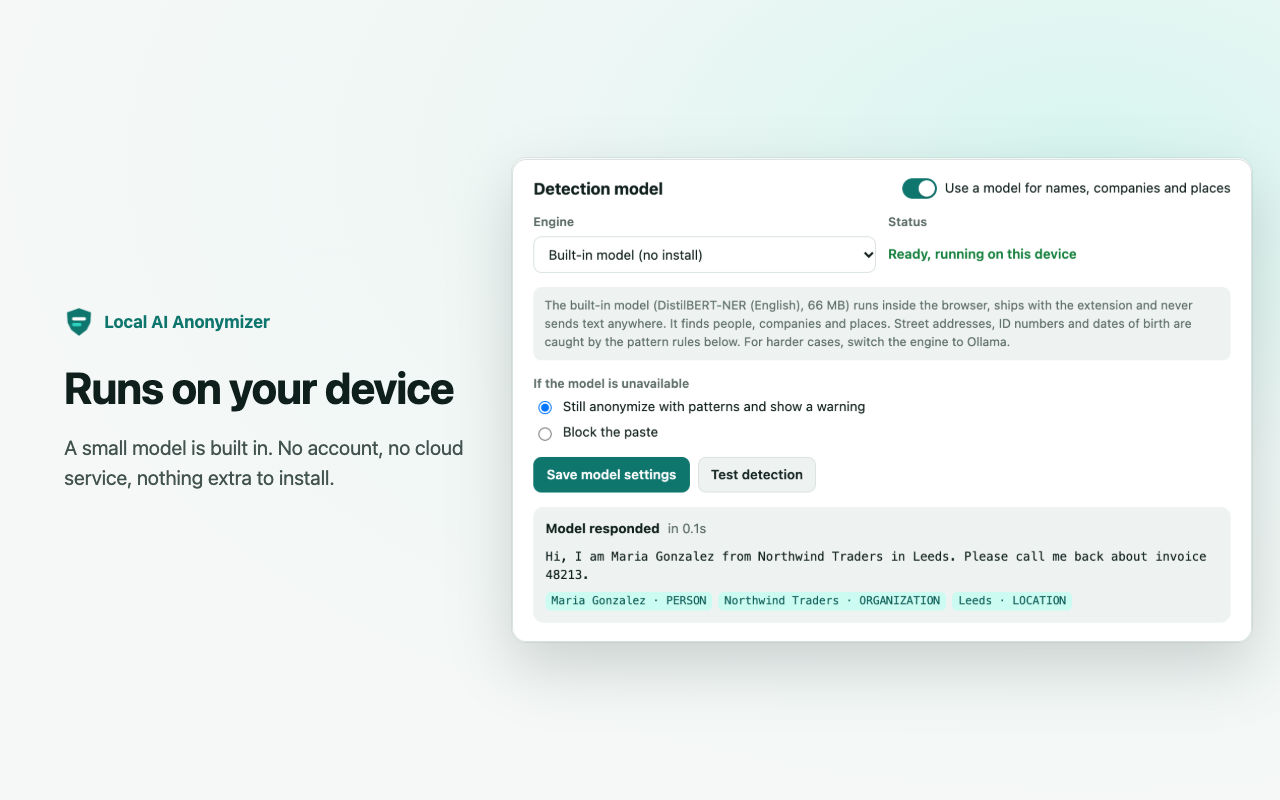 Local AI Anonymizer
Runs on your device
A small model is built in. No account, no cloud
service, nothing extra to install.
Detection model
Use a model for names, companies and places
Engine
Status
Built-in model (no install)
Ready, running on this device
The built-in model (DistilBERT-NER (English), 66 MB) runs inside the browser, ships with the extension and never
sends text anywhere. It finds people, companies and places. Street addresses, ID numbers and dates of birth are
caught by the pattern rules below. For harder cases, switch the engine to Ollama.
If the model is unavailable
Still anonymize with patterns and show a warning
Block the paste
Save model settings
Test detection
Model responded in 0.1s
Hi, I am Maria Gonzalez from Northwind Traders in Leeds. Please call me back about invoice
48213.
Maria Gonzalez · PERSON Northwind Traders · ORGANIZATION Leeds · LOCATION